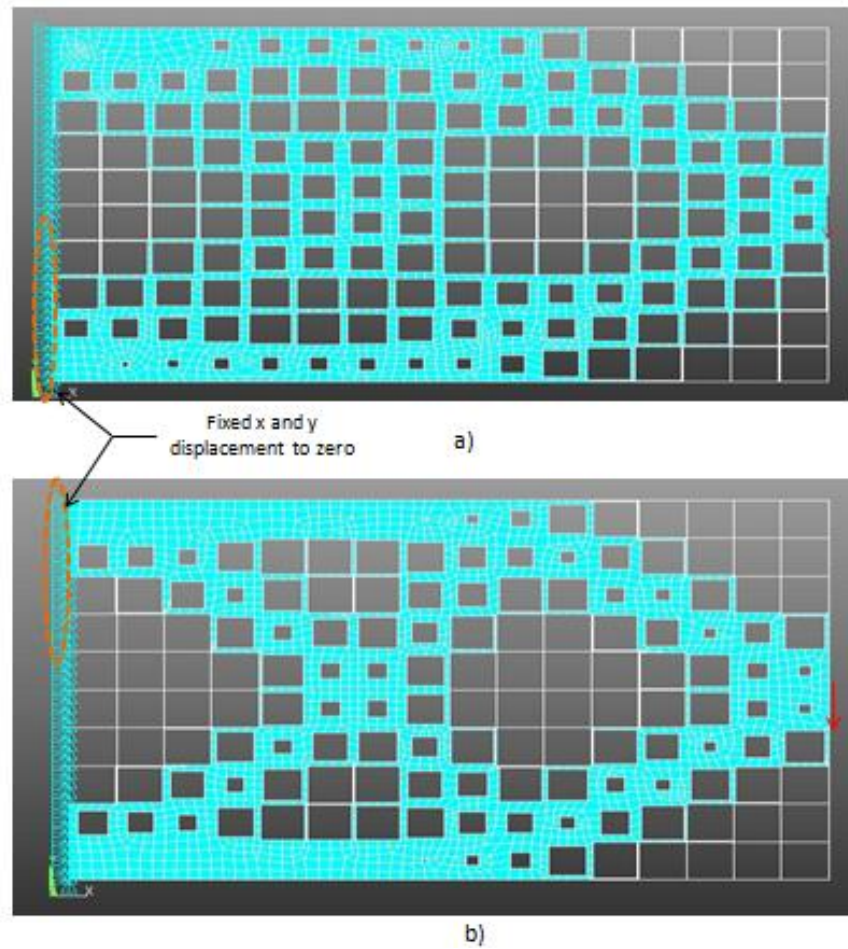 X
Fixed x and y
displacement to zero
a)
X
b)